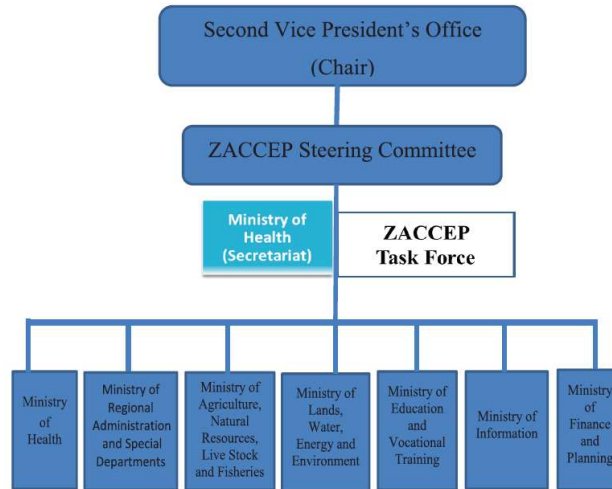 Second Vice President's Office
(Chair)
ZACCEP Steering Committee
Ministry of
Health
(Secretariat)
ZACCEP
Task Force
Ministry
of
Health
Ministry of
Regional
Administration
and Special
Departments
Ministry of
Agriculture,
Natural
Resources,
Live Stock
and Fisheries
Ministry of
Lands,
Water,
Energy and
Environment
Ministry of
Education
and
Vocational
Training
Ministry of
Information
Ministry
of
Finance
and
Planning